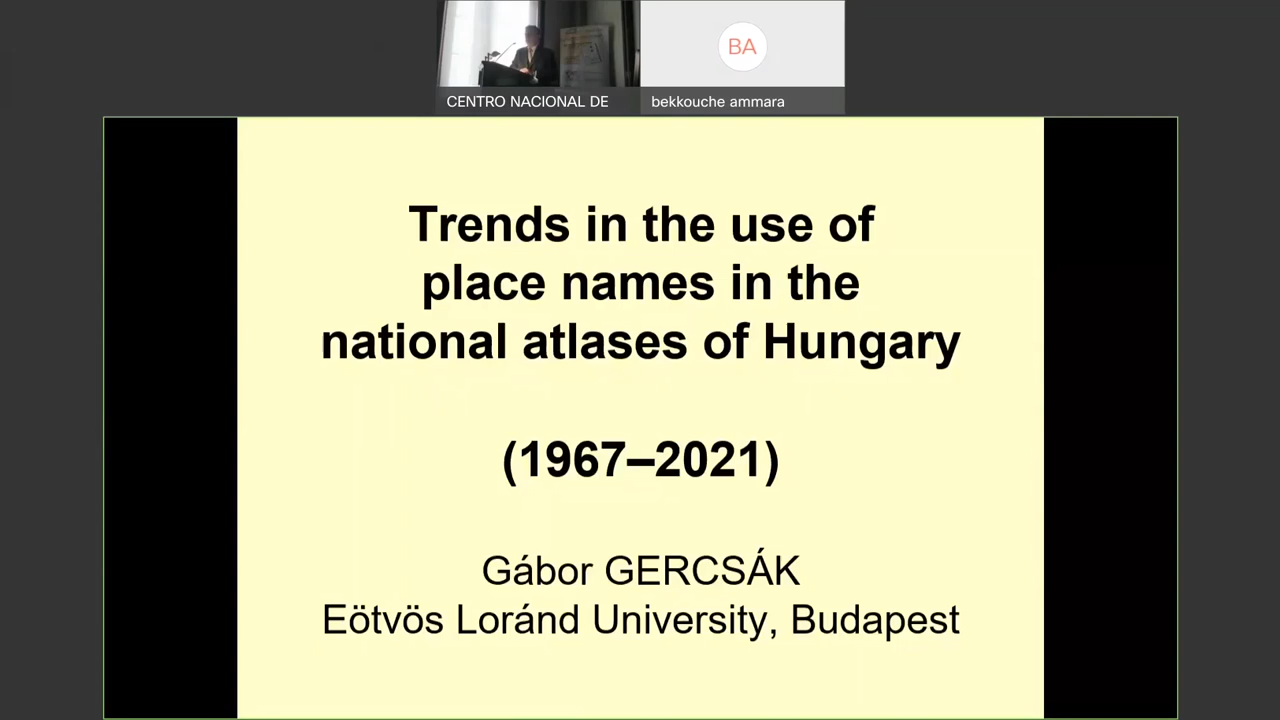 CENTRO NACIONAL DE
BA
bekkouche ammara
Trends in the use of
place names in the
national atlases of Hungary
(1967–2021)
Gábor GERCSÁK
Eötvös Loránd University, Budapest